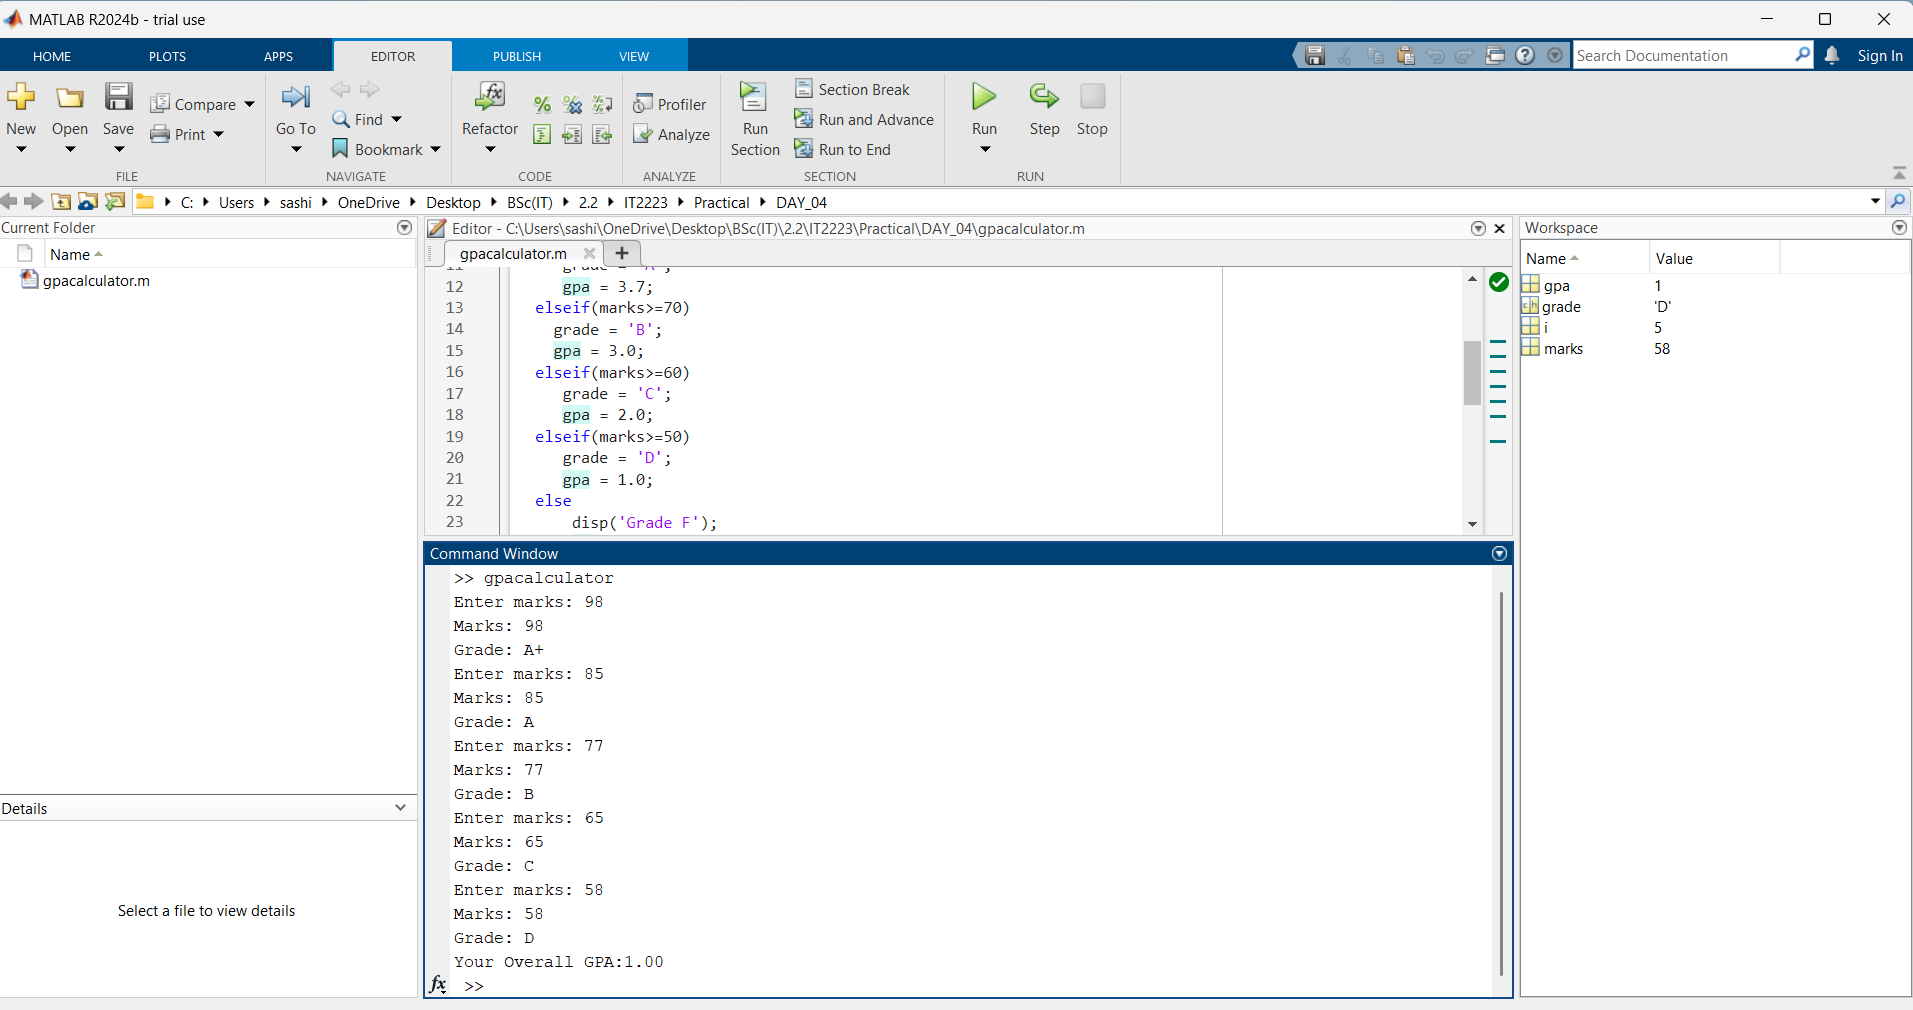 MATLAB R2024b - trial use
HOME PLOTS APPS EDITOR PUBLISH VIEW Search Documentation Sign In
New Open Save Compare Print
FILE
Go To Find Bookmark
NAVIGATE
Refactor
CODE
Profiler
Analyze
ANALYZE
Run Section
Section Break
Run and Advance
Run to End
SECTION
Run Step Stop
RUN
C: Users sashi OneDrive Desktop BSc(IT) 2.2 IT2223 Practical DAY_04
Current Folder
Name
gpacalculator.m
Details
Select a file to view details
Editor - C:\Users\sashi\OneDrive\Desktop\BSc(IT)\2.2\IT2223\Practical\DAY_04\gpacalculator.m
gpacalculator.m
11 grade = 'A';
12 gpa = 3.7;
13 elseif(marks>=70)
14 grade = 'B';
15 gpa = 3.0;
16 elseif(marks>=60)
17 grade = 'C';
18 gpa = 2.0;
19 elseif(marks>=50)
20 grade = 'D';
21 gpa = 1.0;
22 else
23 disp('Grade F');
Command Window
>> gpacalculator
Enter marks: 98
Marks: 98
Grade: A+
Enter marks: 85
Marks: 85
Grade: A
Enter marks: 77
Marks: 77
Grade: B
Enter marks: 65
Marks: 65
Grade: C
Enter marks: 58
Marks: 58
Grade: D
Your Overall GPA:1.00
fx >>
Workspace
Name Value
gpa 1
grade 'D'
i 5
marks 58